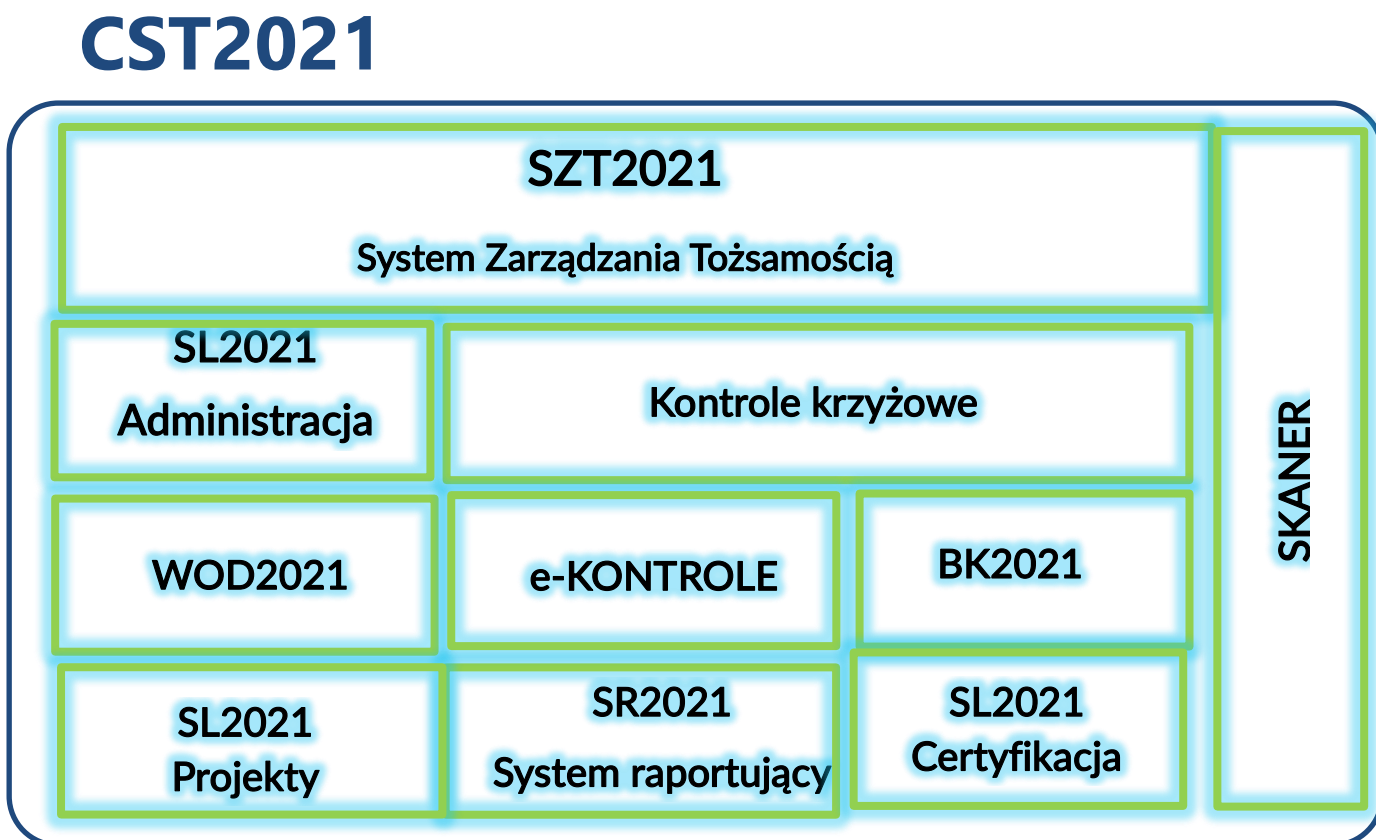 CST2021
SZT2021
System Zarządzania Tożsamością
SL2021
Administracja
Kontrole krzyżowe
WOD2021
e-KONTROLE
BK2021
SL2021
Projekty
SR2021
System raportujący
SL2021
Certyfikacja
SKANER